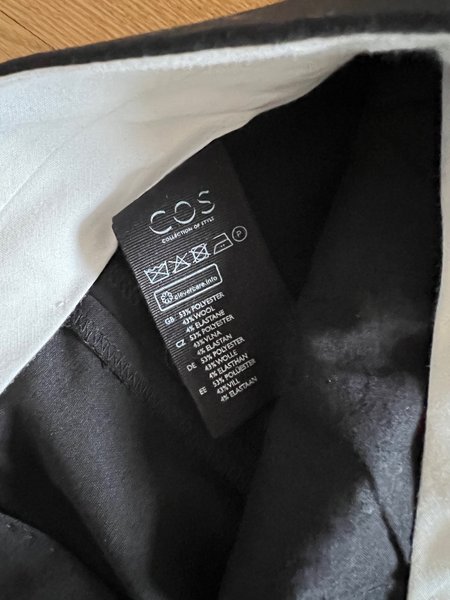 COS
COLLECTION OF STYLE
P
clevercare.info
GB: 53% POLYESTER
43% WOOL
4% ELASTANE
CZ: 53% POLYESTER
43% VLNA
4% ELASTAN
DE: 53% POLYESTER
43% WOLLE
4% ELASTHAN
EE: 53% POLÜESTER
43% VILL
4% ELASTAAN